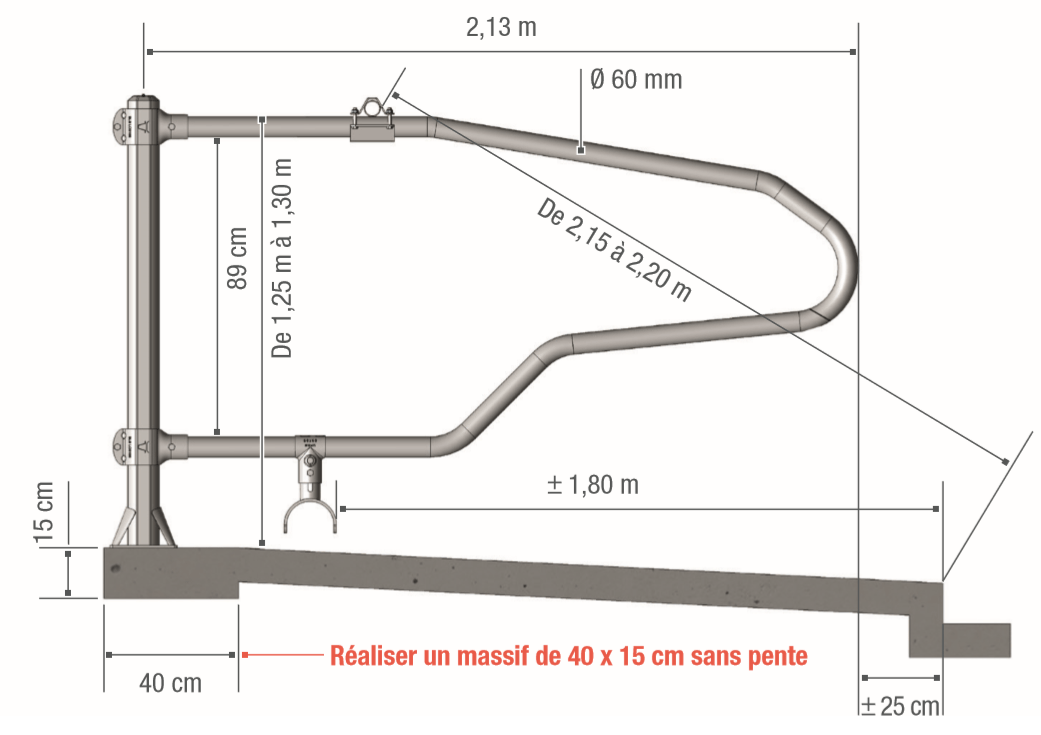 2,13 m
Ø 60 mm
De 2,15 à 2,20 m
89 cm
De 1,25 m à 1,30 m
± 1,80 m
15 cm
Réaliser un massif de 40 x 15 cm sans pente
40 cm
± 25 cm